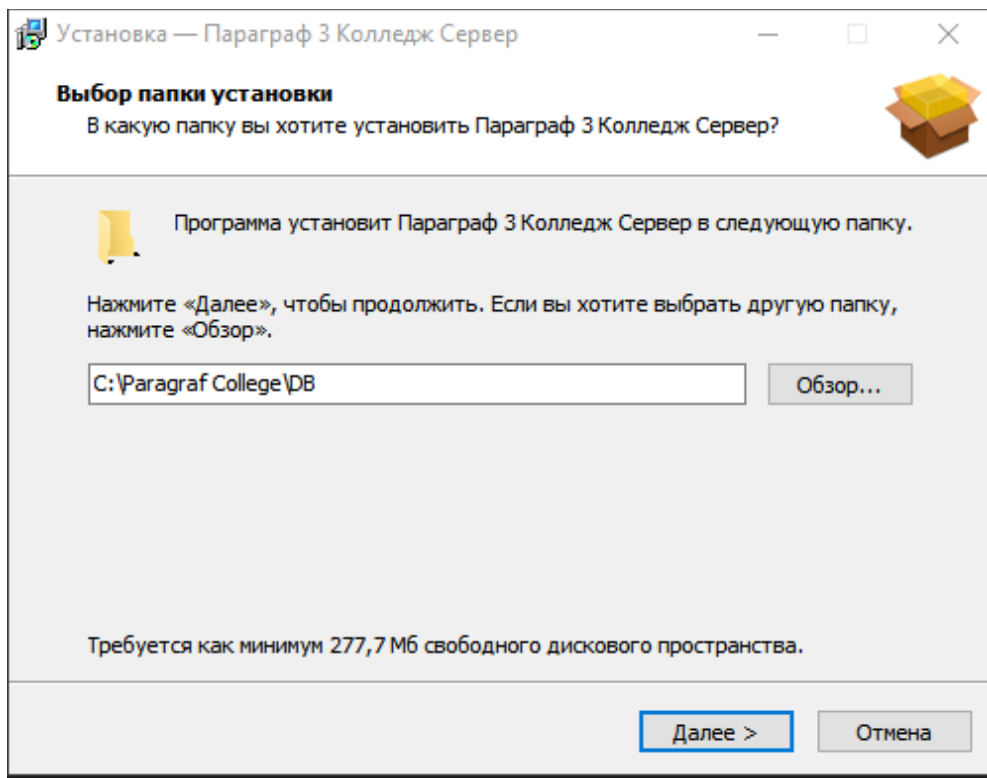 Установка — Параграф 3 Колледж Сервер
Выбор папки установки
В какую папку вы хотите установить Параграф 3 Колледж Сервер?
Программа установит Параграф 3 Колледж Сервер в следующую папку.
Нажмите «Далее», чтобы продолжить. Если вы хотите выбрать другую папку,
нажмите «Обзор».
C:\Paragraf College\DB
Обзор...
Требуется как минимум 277,7 Мб свободного дискового пространства.
Далее >
Отмена